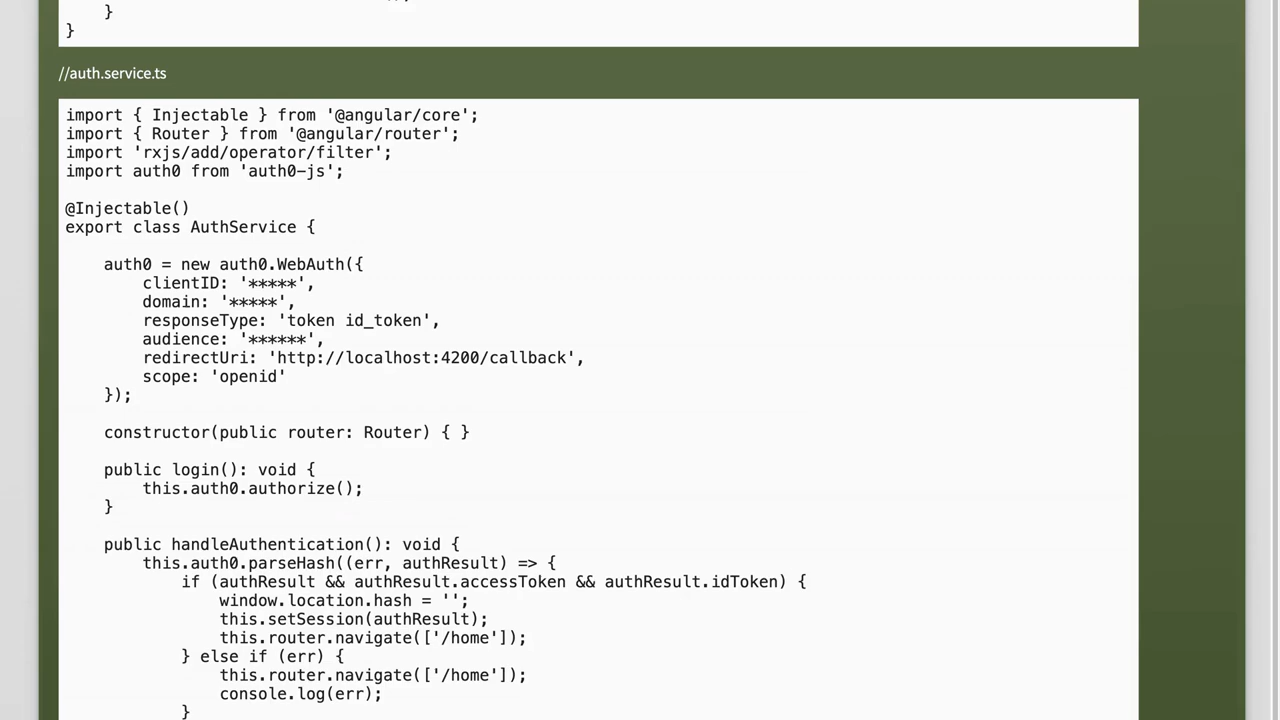 }
}
//auth.service.ts
import { Injectable } from '@angular/core';
import { Router } from '@angular/router';
import 'rxjs/add/operator/filter';
import auth0 from 'auth0-js';
@Injectable()
export class AuthService {
auth0 = new auth0.WebAuth({
clientID: '*****',
domain: '*****',
responseType: 'token id_token',
audience: '******',
redirectUri: 'http://localhost:4200/callback',
scope: 'openid'
});
constructor(public router: Router) { }
public login(): void {
this.auth0.authorize();
}
public handleAuthentication(): void {
this.auth0.parseHash((err, authResult) => {
if (authResult && authResult.accessToken && authResult.idToken) {
window.location.hash = '';
this.setSession(authResult);
this.router.navigate(['/home']);
} else if (err) {
this.router.navigate(['/home']);
console.log(err);
}